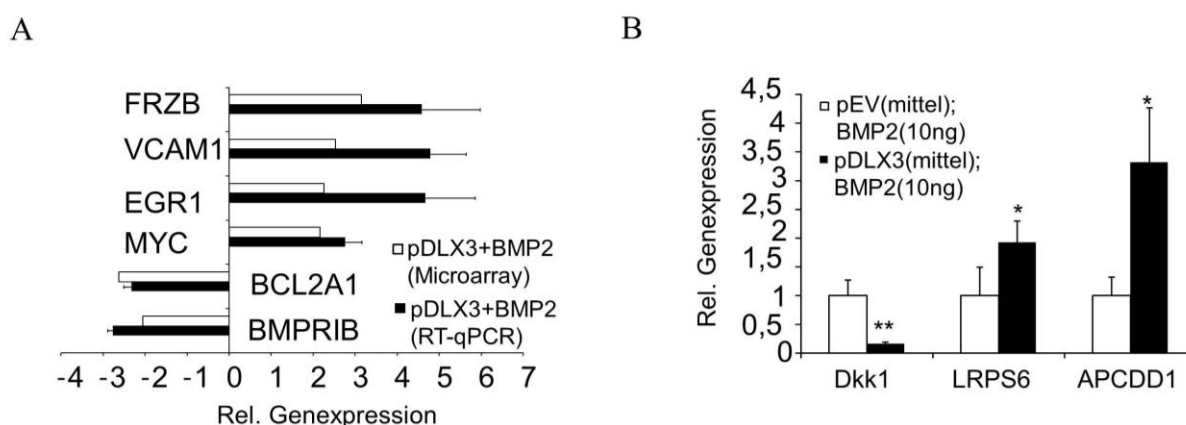 A
FRZB
VCAM1
EGR1
MYC
BCL2A1
BMPRIB
pDLX3+BMP2
(Microarray)
pDLX3+BMP2
(RT-qPCR)
-4 -3 -2 -1 0 1 2 3 4 5 6 7
Rel. Genexpression
B
Rel. Genexpression
4,5
4
3,5
3
2,5
2
1,5
1
0,5
0
pEV(mittel);
BMP2(10ng)
pDLX3(mittel);
BMP2(10ng)
**
*
*
Dkk1 LRPS6 APCDD1